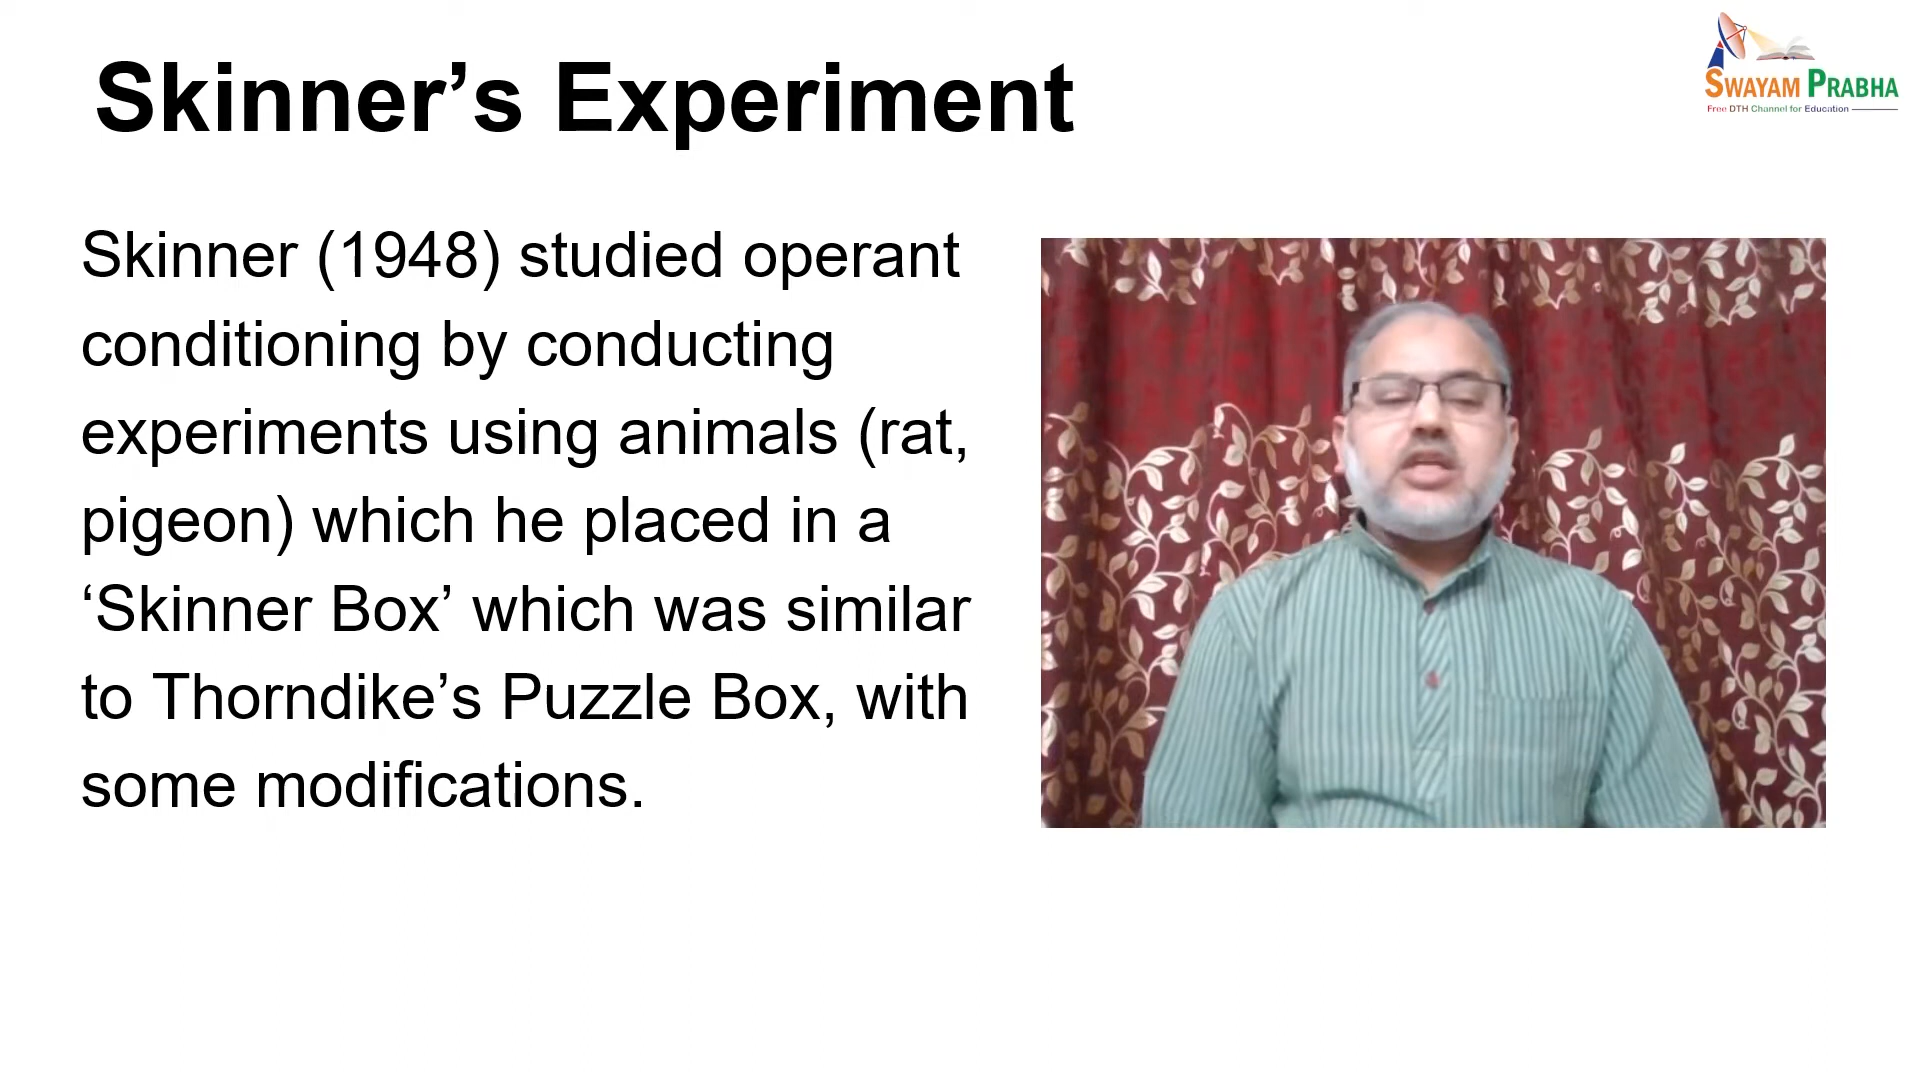 Skinner’s Experiment
SWAYAM PRABHA
Free DTH Channel for Education
Skinner (1948) studied operant
conditioning by conducting
experiments using animals (rat,
pigeon) which he placed in a
‘Skinner Box’ which was similar
to Thorndike’s Puzzle Box, with
some modifications.